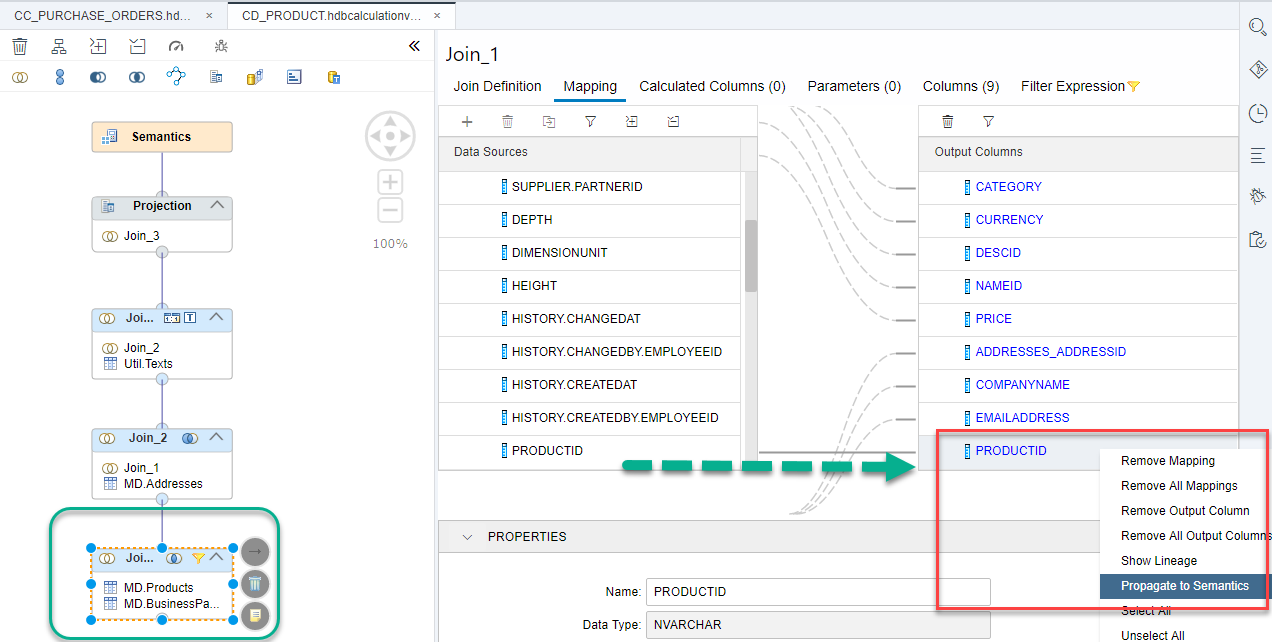 CC_PURCHASE_ORDERS.hd... ×
CD_PRODUCT.hdbcalculationv... ×
Semantics
Projection
Join_3
Joi...
Join_2
Util.Texts
Join_2
Join_1
MD.Addresses
Joi...
MD.Products
MD.BusinessPa...
100%
Join_1
Join Definition Mapping Calculated Columns (0) Parameters (0) Columns (9) Filter Expression
Data Sources
SUPPLIER.PARTNERID
DEPTH
DIMENSIONUNIT
HEIGHT
HISTORY.CHANGEDAT
HISTORY.CHANGEDBY.EMPLOYEEID
HISTORY.CREATEDAT
HISTORY.CREATEDBY.EMPLOYEEID
PRODUCTID
Output Columns
CATEGORY
CURRENCY
DESCID
NAMEID
PRICE
ADDRESSES_ADDRESSID
COMPANYNAME
EMAILADDRESS
PRODUCTID
Remove Mapping
Remove All Mappings
Remove Output Column
Remove All Output Columns
Show Lineage
Propagate to Semantics
Select All
Unselect All
PROPERTIES
Name: PRODUCTID
Data Type: NVARCHAR